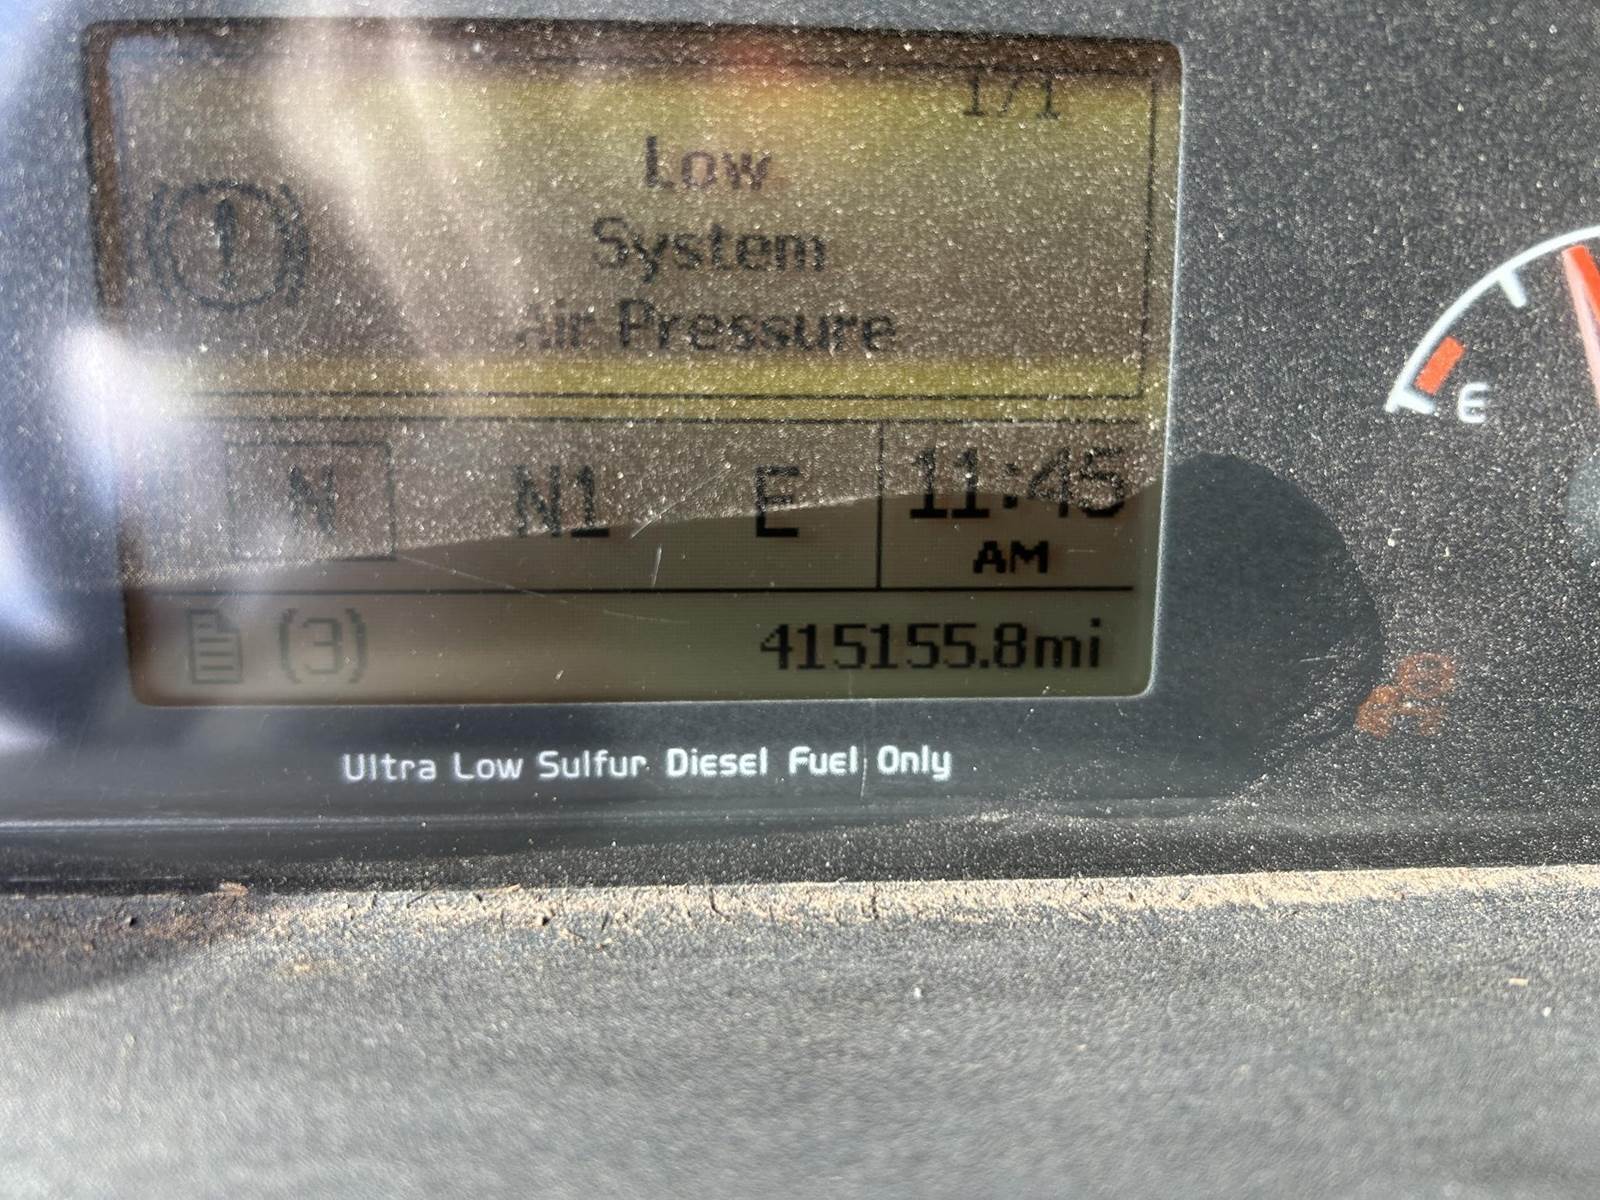 1/1
Low
System
Air Pressure
N N1 E 11:45
AM
(3) 415155.8mi
E
Ultra Low Sulfur Diesel Fuel Only